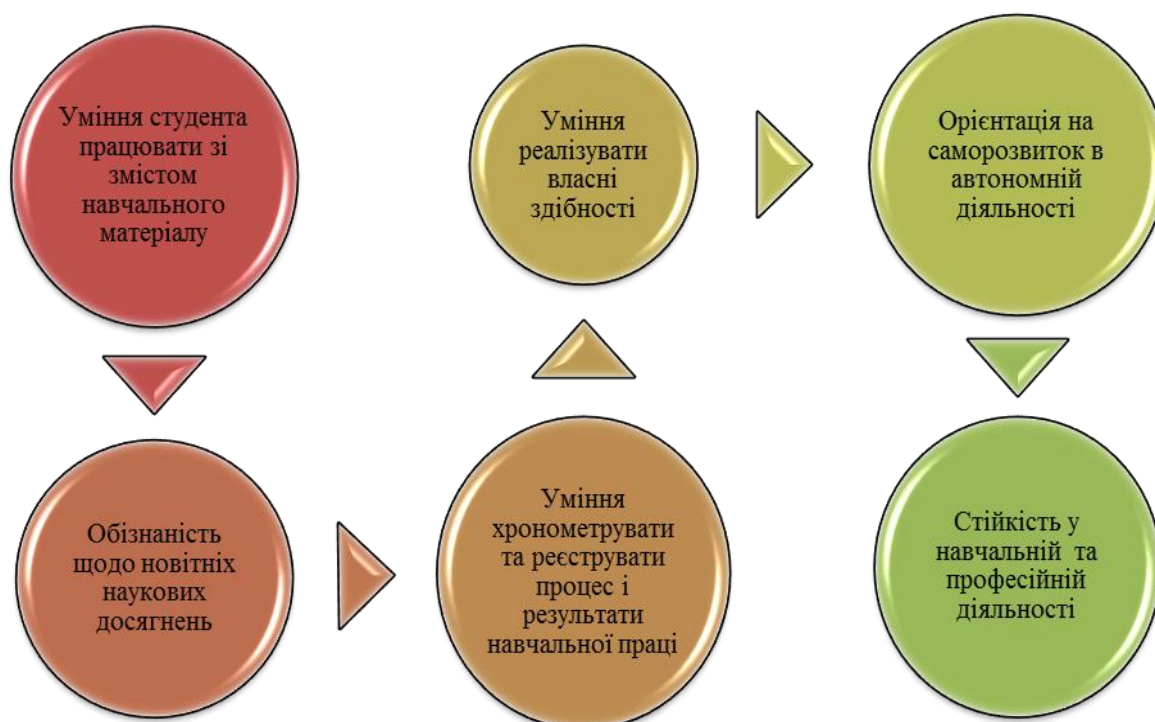 Уміння студента
працювати зі
змістом
навчального
матеріалу
Обізнаність
щодо новітніх
наукових
досягнень
Уміння
хронометрувати
та реєструвати
процес і
результати
навчальної праці
Уміння
реалізувати
власні
здібності
Орієнтація на
саморозвиток в
автономній
діяльності
Стійкість у
навчальній та
професійній
діяльності